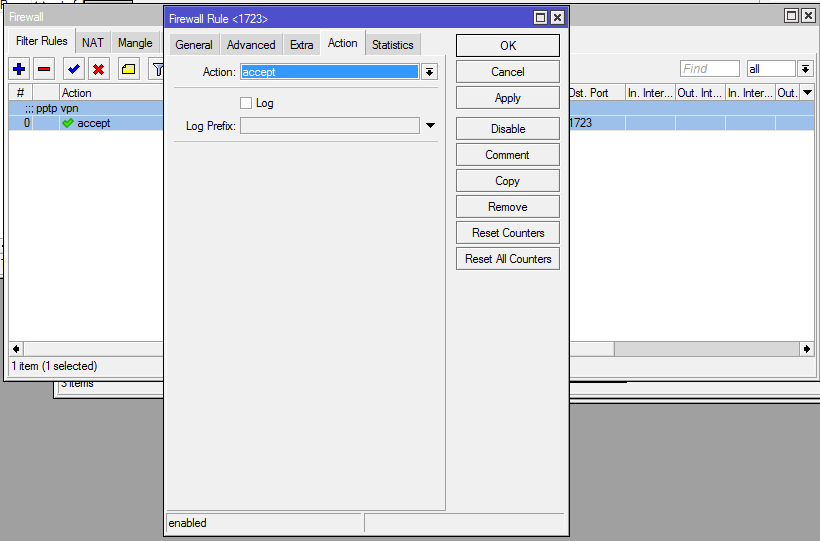 Firewall
Firewall Rule <1723>
Filter Rules NAT Mangle
General Advanced Extra Action Statistics
OK
Action: accept
Cancel
Find all
Apply
# Action
Dst. Port In. Inter... Out. Int... In. Inter... Out.
Log
;;; pptp vpn
0 accept
1723
Log Prefix:
Disable
Comment
Copy
Remove
Reset Counters
Reset All Counters
1 item (1 selected)
3 items
enabled